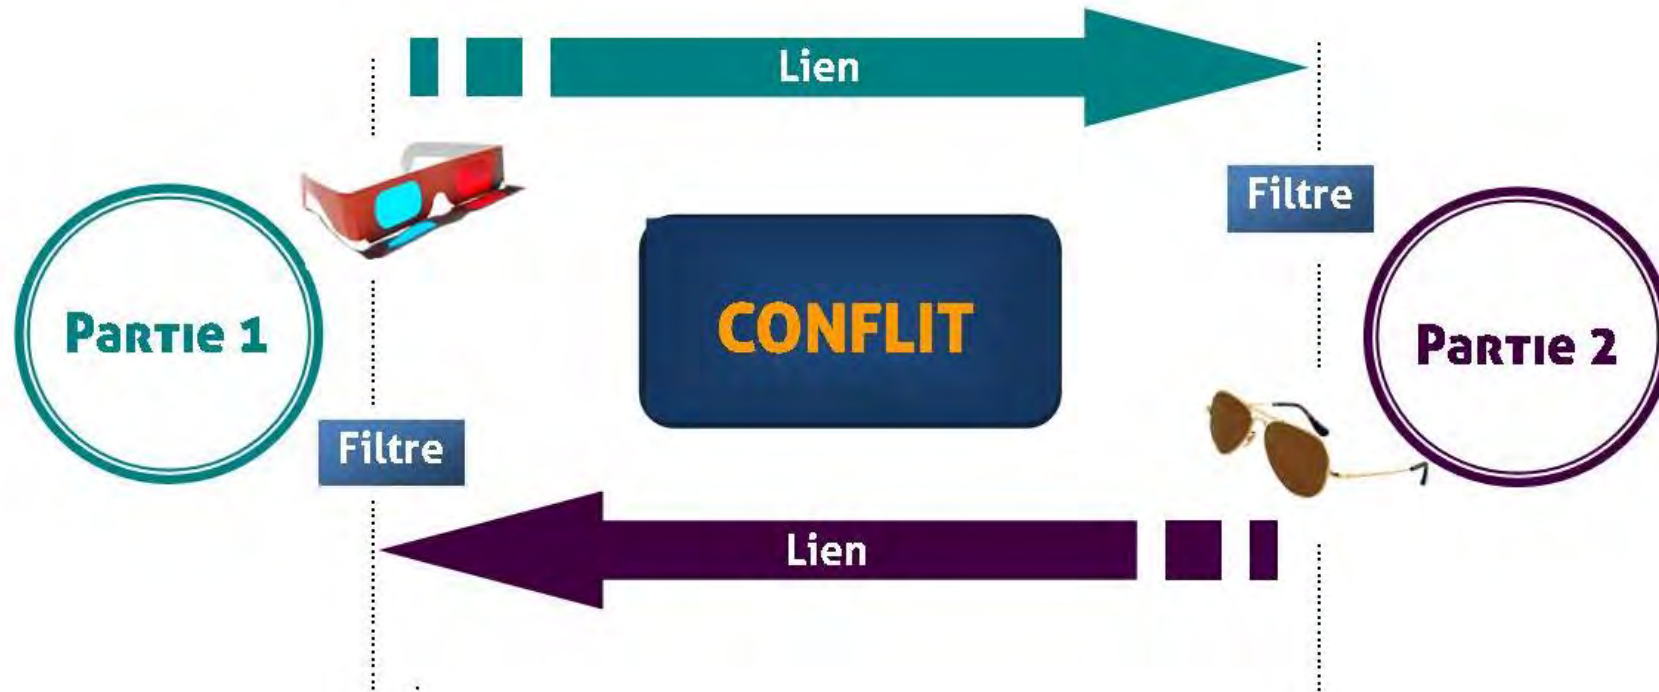 Lien
Filtre
Partie 1
CONFLIT
Partie 2
Filtre
Lien